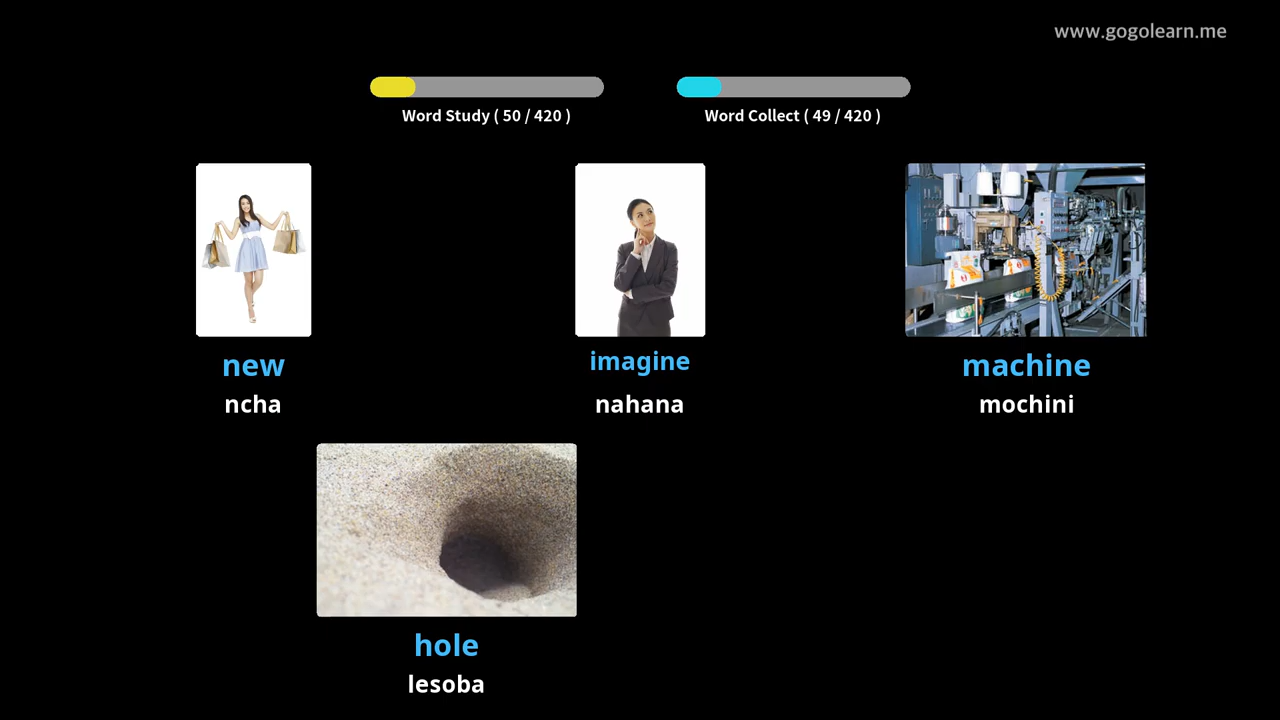 www.gogolearn.me
Word Study ( 50 / 420 )
Word Collect ( 49 / 420 )
new
ncha
imagine
nahana
machine
mochini
hole
lesoba